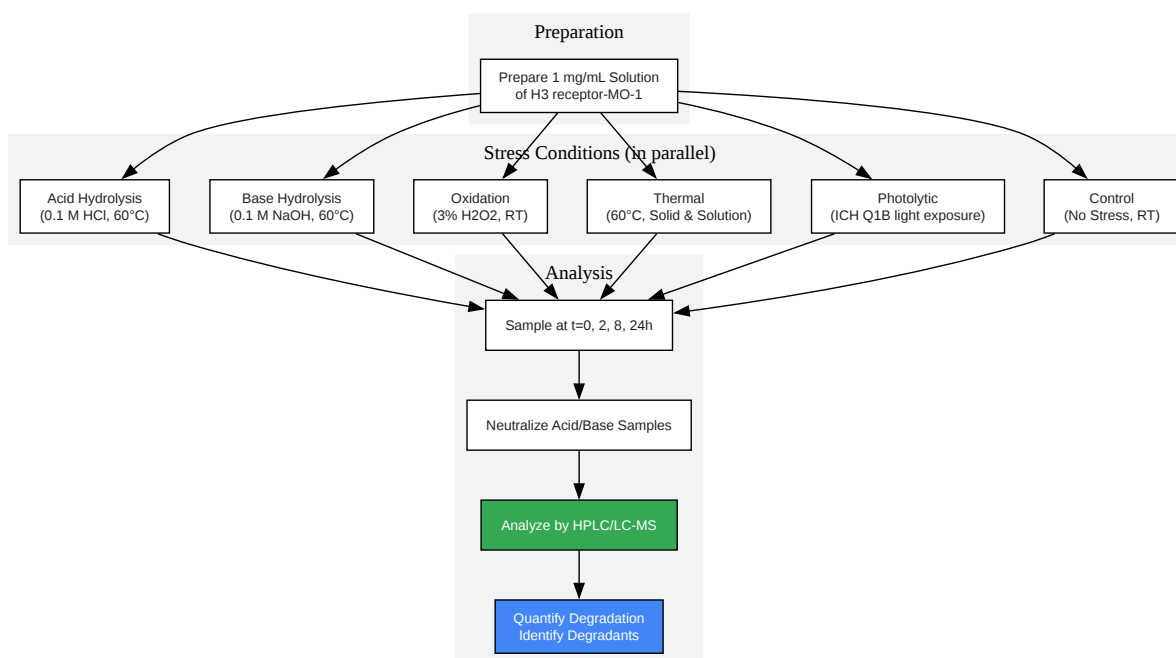 Preparation
Prepare 1 mg/mL Solution
of H3 receptor-MO-1
Stress Conditions (in parallel)
Acid Hydrolysis
(0.1 M HCl, 60°C)
Base Hydrolysis
(0.1 M NaOH, 60°C)
Oxidation
(3% H2O2, RT)
Thermal
(60°C, Solid & Solution)
Photolytic
(ICH Q1B light exposure)
Control
(No Stress, RT)
Analysis
Sample at t=0, 2, 8, 24h
Neutralize Acid/Base Samples
Analyze by HPLC/LC-MS
Quantify Degradation
Identify Degradants